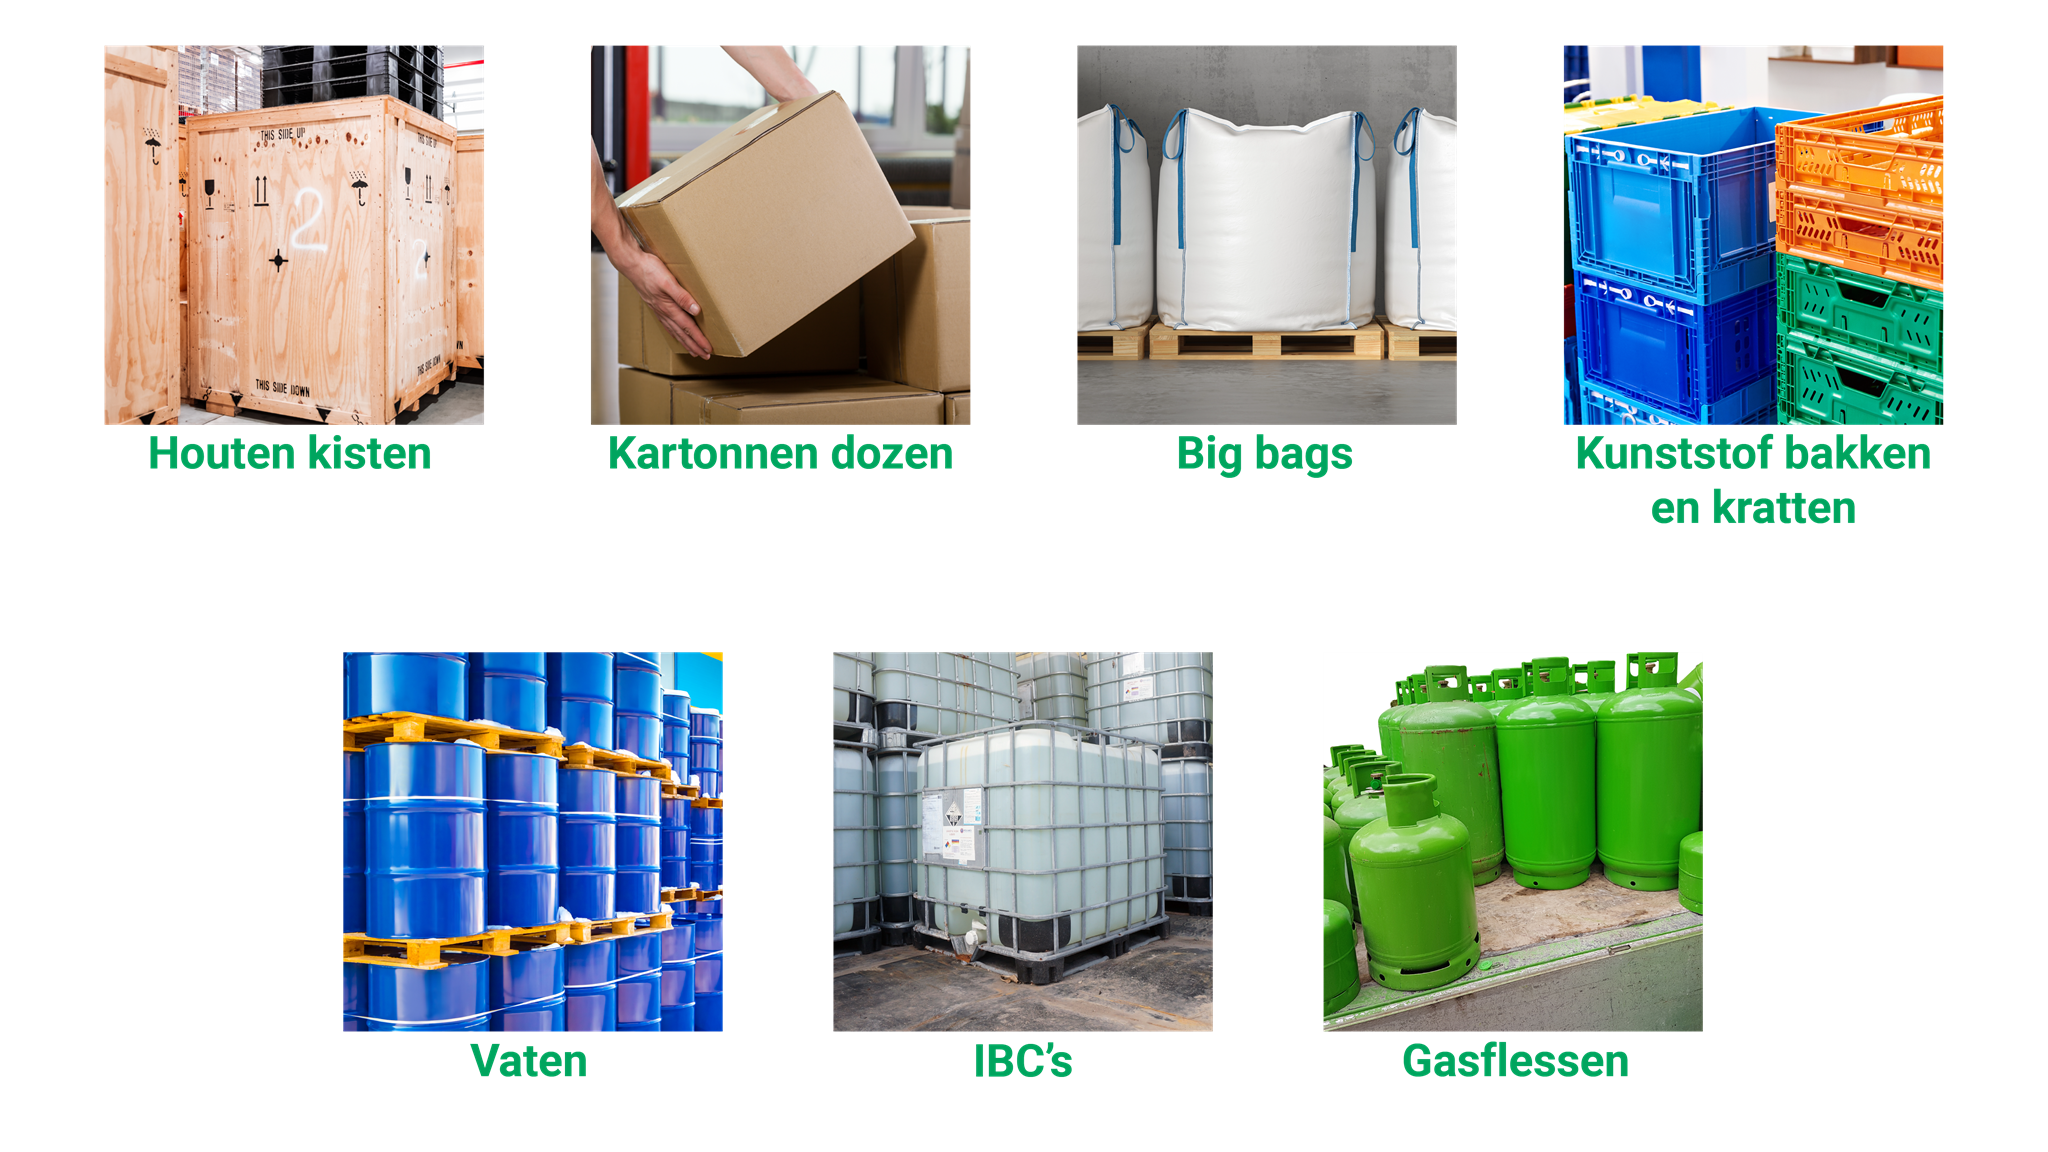 THIS SIDE UP
2
2
THIS SIDE DOWN
Houten kisten
Kartonnen dozen
Big bags
Kunststof bakken
en kratten
Vaten
IBC’s
Gasflessen